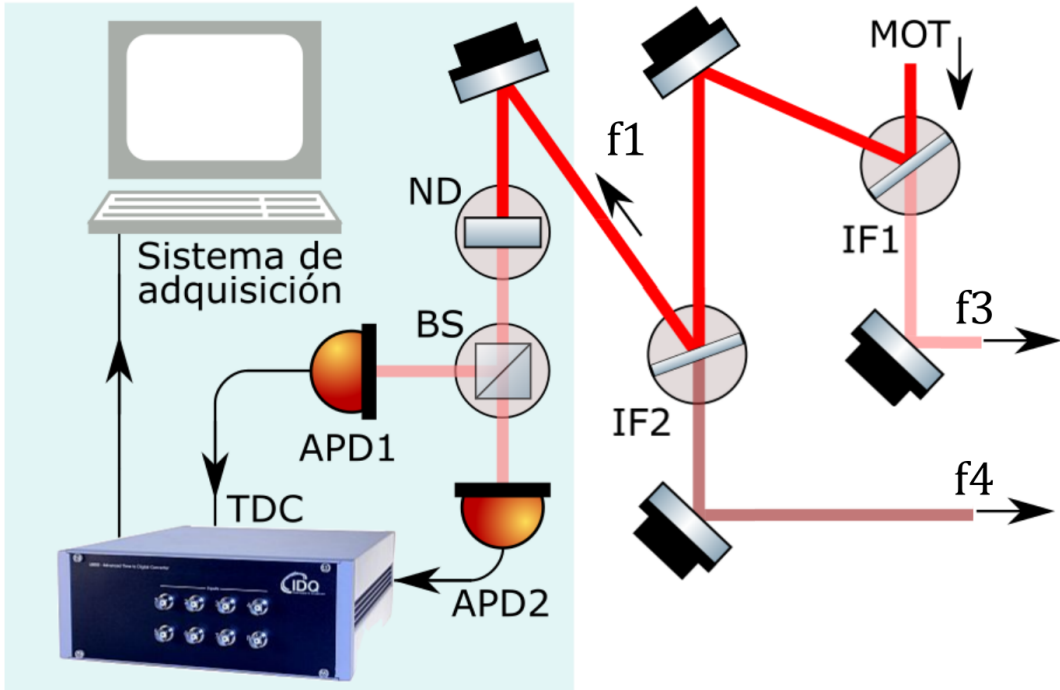 MOT
f1
ND
IF1
Sistema de
adquisición
f3
BS
IF2
APD1
f4
TDC
IDQ
APD2